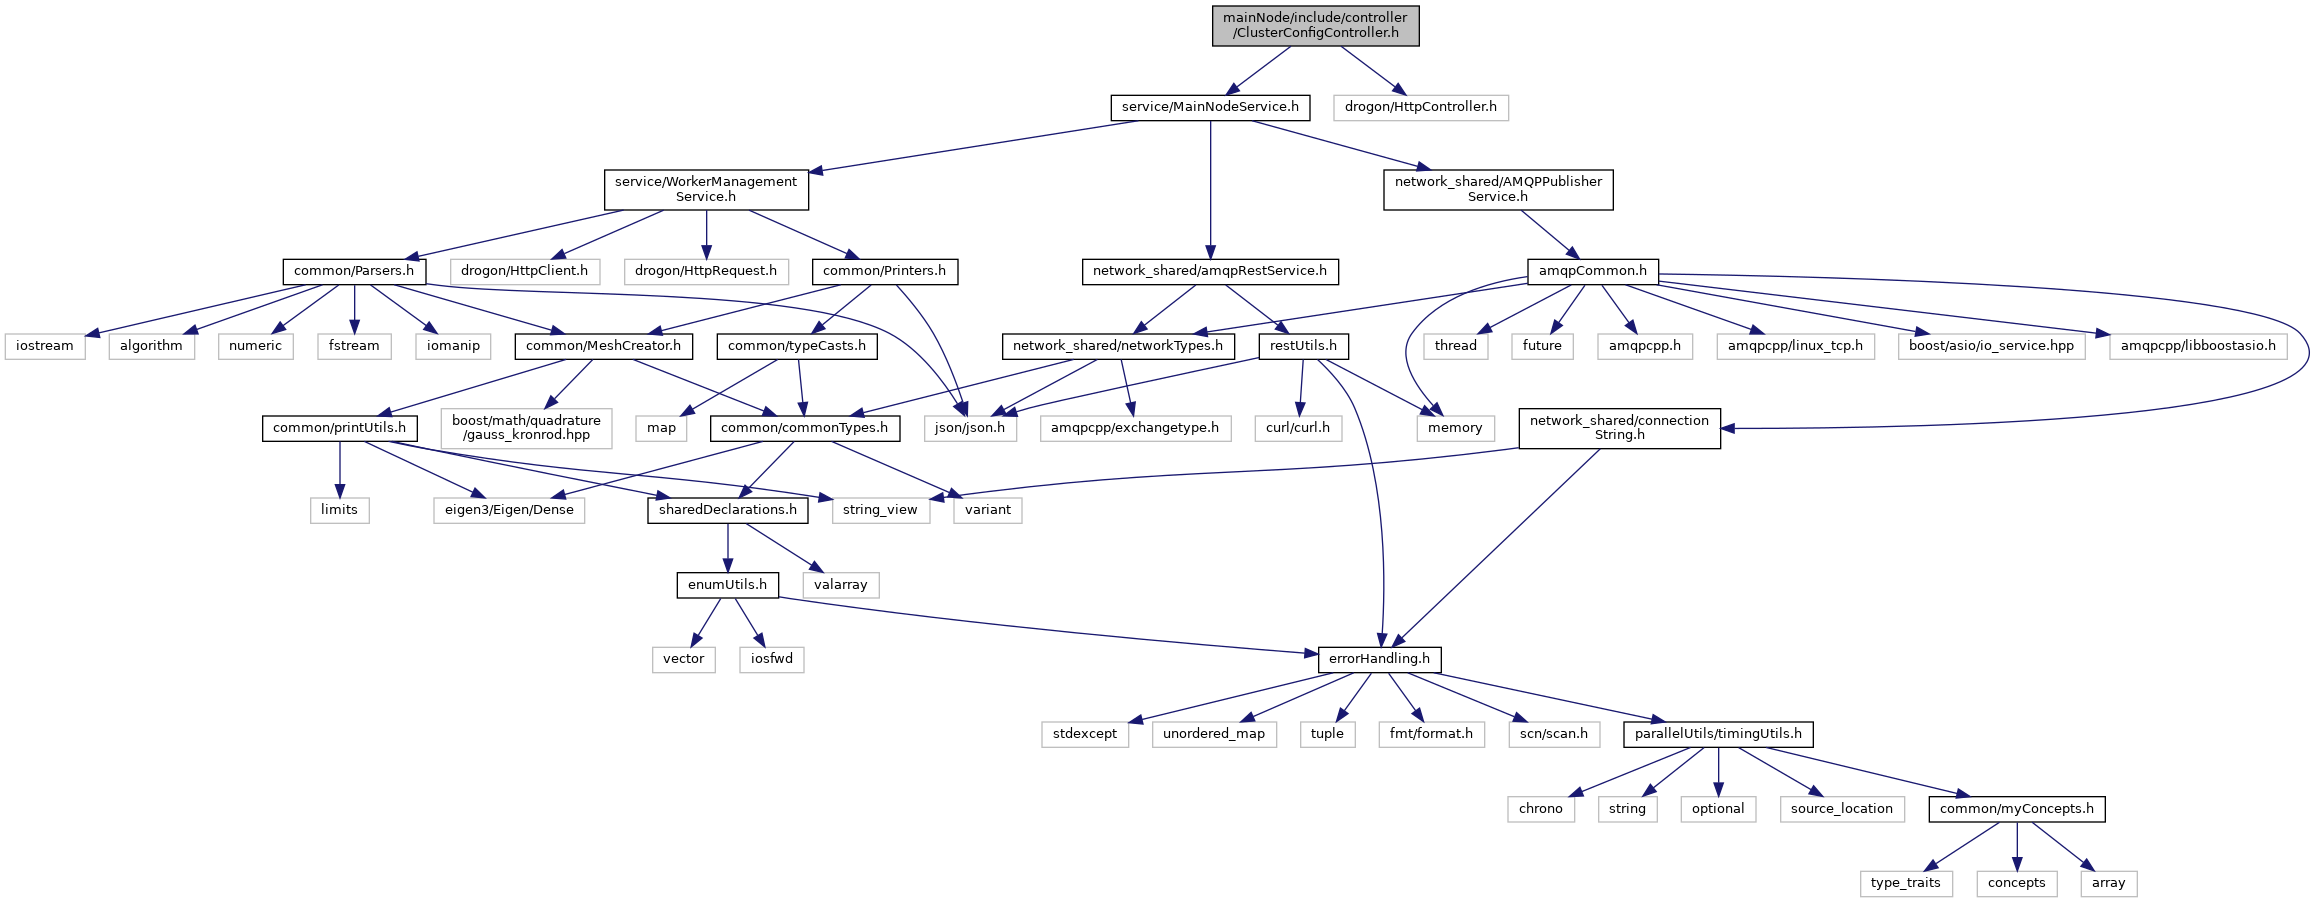 mainNode/include/controller
/ClusterConfigController.h
service/MainNodeService.h
drogon/HttpController.h
service/WorkerManagement
Service.h
network_shared/AMQPPublisher
Service.h
common/Parsers.h
drogon/HttpClient.h
drogon/HttpRequest.h
common/Printers.h
network_shared/amqpRestService.h
amqpCommon.h
iostream
algorithm
numeric
fstream
iomanip
common/MeshCreator.h
common/typeCasts.h
network_shared/networkTypes.h
restUtils.h
thread
future
amqpcpp.h
amqpcpp/linux_tcp.h
boost/asio/io_service.hpp
amqpcpp/libboostasio.h
common/printUtils.h
boost/math/quadrature
/gauss_kronrod.hpp
map
common/commonTypes.h
json/json.h
amqpcpp/exchangetype.h
curl/curl.h
memory
network_shared/connection
String.h
limits
eigen3/Eigen/Dense
sharedDeclarations.h
string_view
variant
enumUtils.h
valarray
vector
iosfwd
errorHandling.h
stdexcept
unordered_map
tuple
fmt/format.h
scn/scan.h
parallelUtils/timingUtils.h
chrono
string
optional
source_location
common/myConcepts.h
type_traits
concepts
array